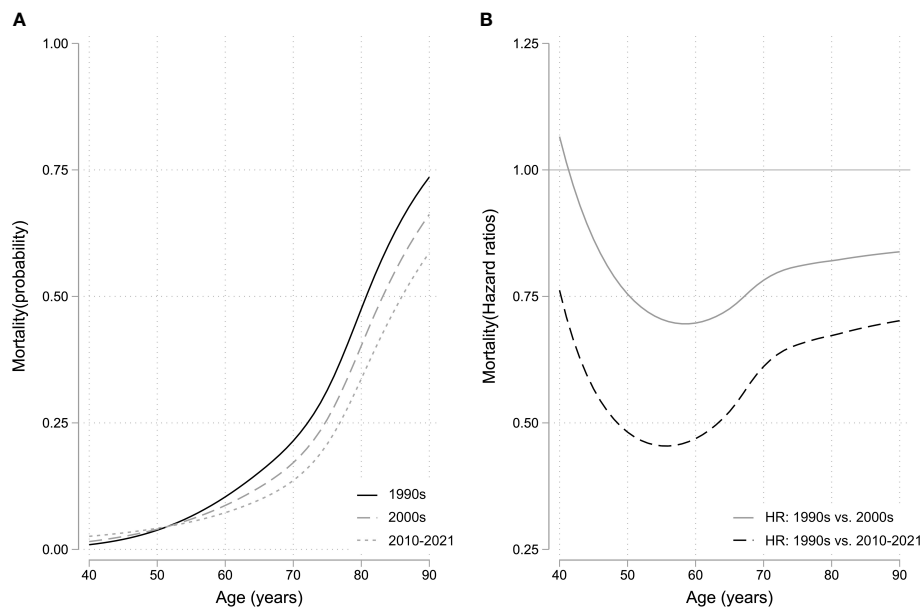 A
1.00
0.75
0.50
0.25
0.00
Mortality(probability)
40 50 60 70 80 90
Age (years)
1990s
2000s
2010-2021
B
1.25
1.00
0.75
0.50
0.25
Mortality(Hazard ratios)
40 50 60 70 80 90
Age (years)
HR: 1990s vs. 2000s
HR: 1990s vs. 2010-2021